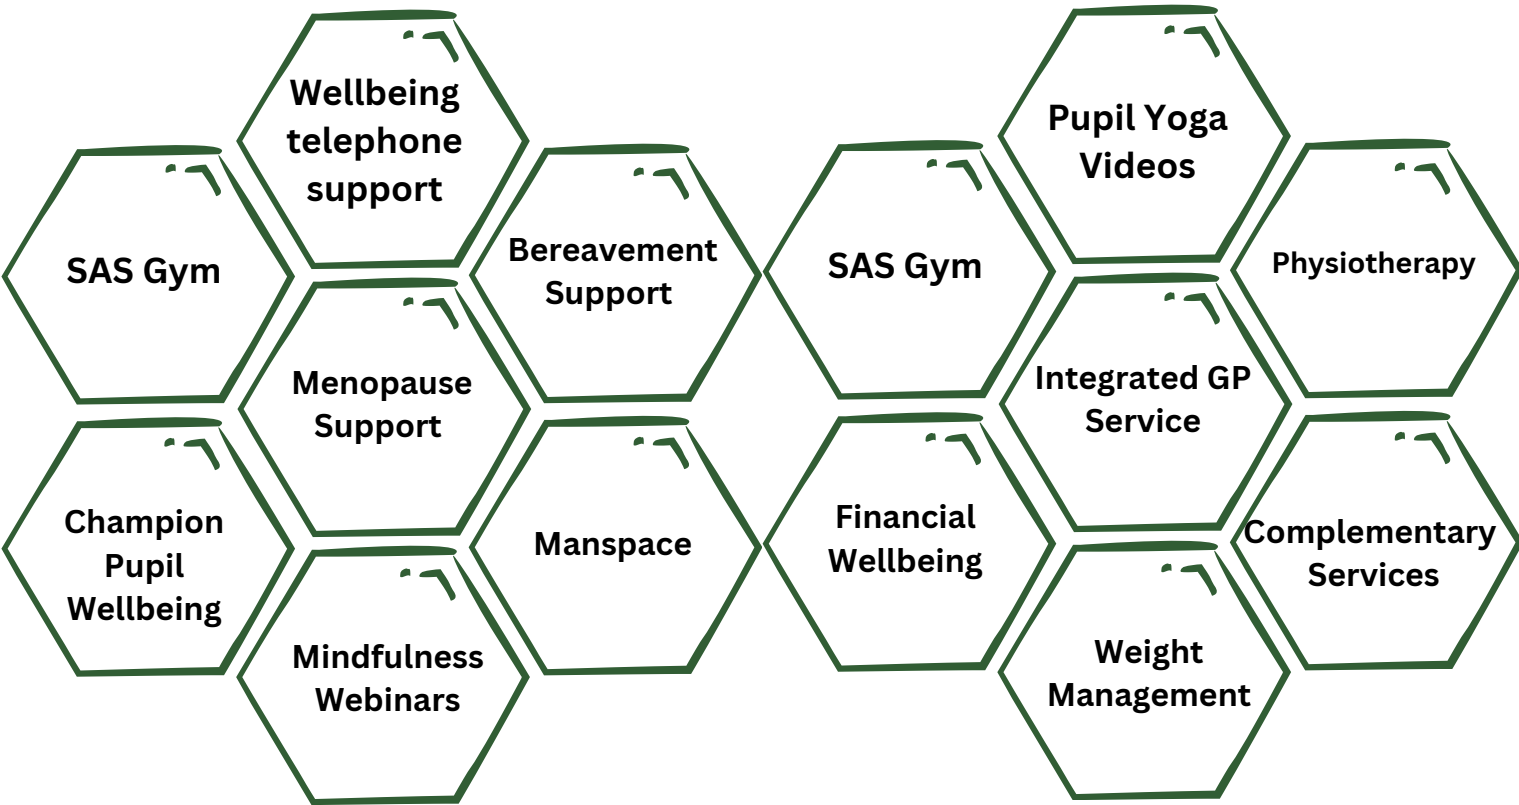 Wellbeing
telephone
support
SAS Gym
Bereavement
Support
Menopause
Support
Champion
Pupil
Wellbeing
Manspace
Mindfulness
Webinars
Pupil Yoga
Videos
SAS Gym
Physiotherapy
Integrated GP
Service
Financial
Wellbeing
Complementary
Services
Weight
Management